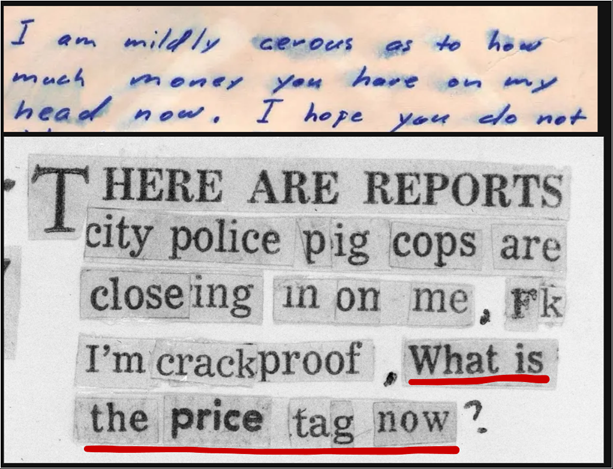 I am mildly cerous as to how
much money you have on my
head now. I hope you do not
THERE ARE REPORTS
city police pig cops are
closeing in on me, Fk
I'm crackproof, What is
the price tag now?